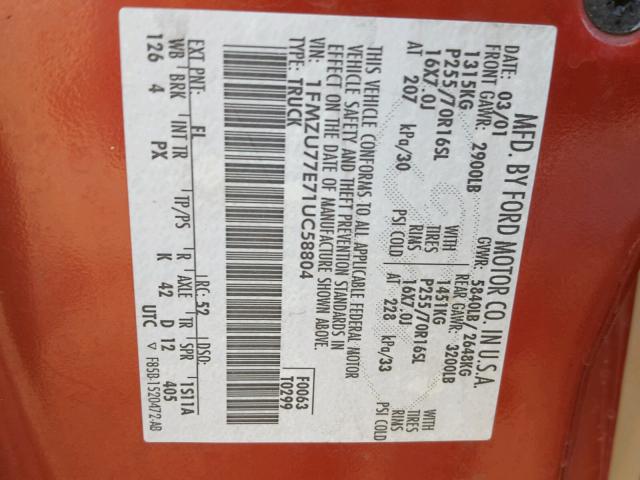 MFD. BY FORD MOTOR CO. IN U.S.A.
DATE: 03/01 GVWR: 5840LB/ 2648KG
FRONT GAWR: 2900LB REAR GAWR: 3200LB
1315KG WITH 1451KG WITH
P255/70R16SL TIRES P255/70R16SL TIRES
16X7.0J RIMS 16X7.0J RIMS
AT 207 kPa/30 PSI COLD AT 228 kPa/33 PSI COLD
THIS VEHICLE CONFORMS TO ALL APPLICABLE FEDERAL MOTOR
VEHICLE SAFETY AND THEFT PREVENTION STANDARDS IN
EFFECT ON THE DATE OF MANUFACTURE SHOWN ABOVE.
VIN: 1FMZU77E71UC58804
TYPE: TRUCK
F0063
T0299
EXT PNT: FL RC: 52 DSO:
WB BRK INT TR TP/PS R AXLE TR SPR 1S11A
126 4 PX K 42 D 12 405
UTC ▽ F85B-1520472-AB